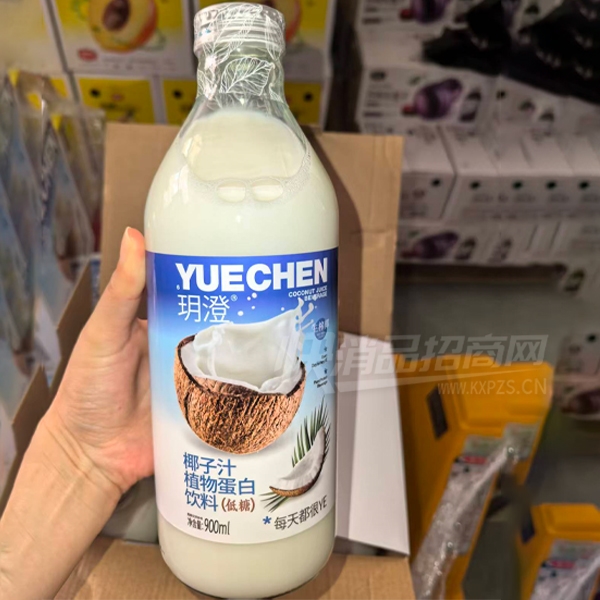 YUECHEN
COCONUT JUICE
BEVERAGE
玥澄®
椰子汁
植物蛋白
饮料(低糖)
净含量:900ml
*每天都很YE
消品招商网
WWW.KXPZS.CN